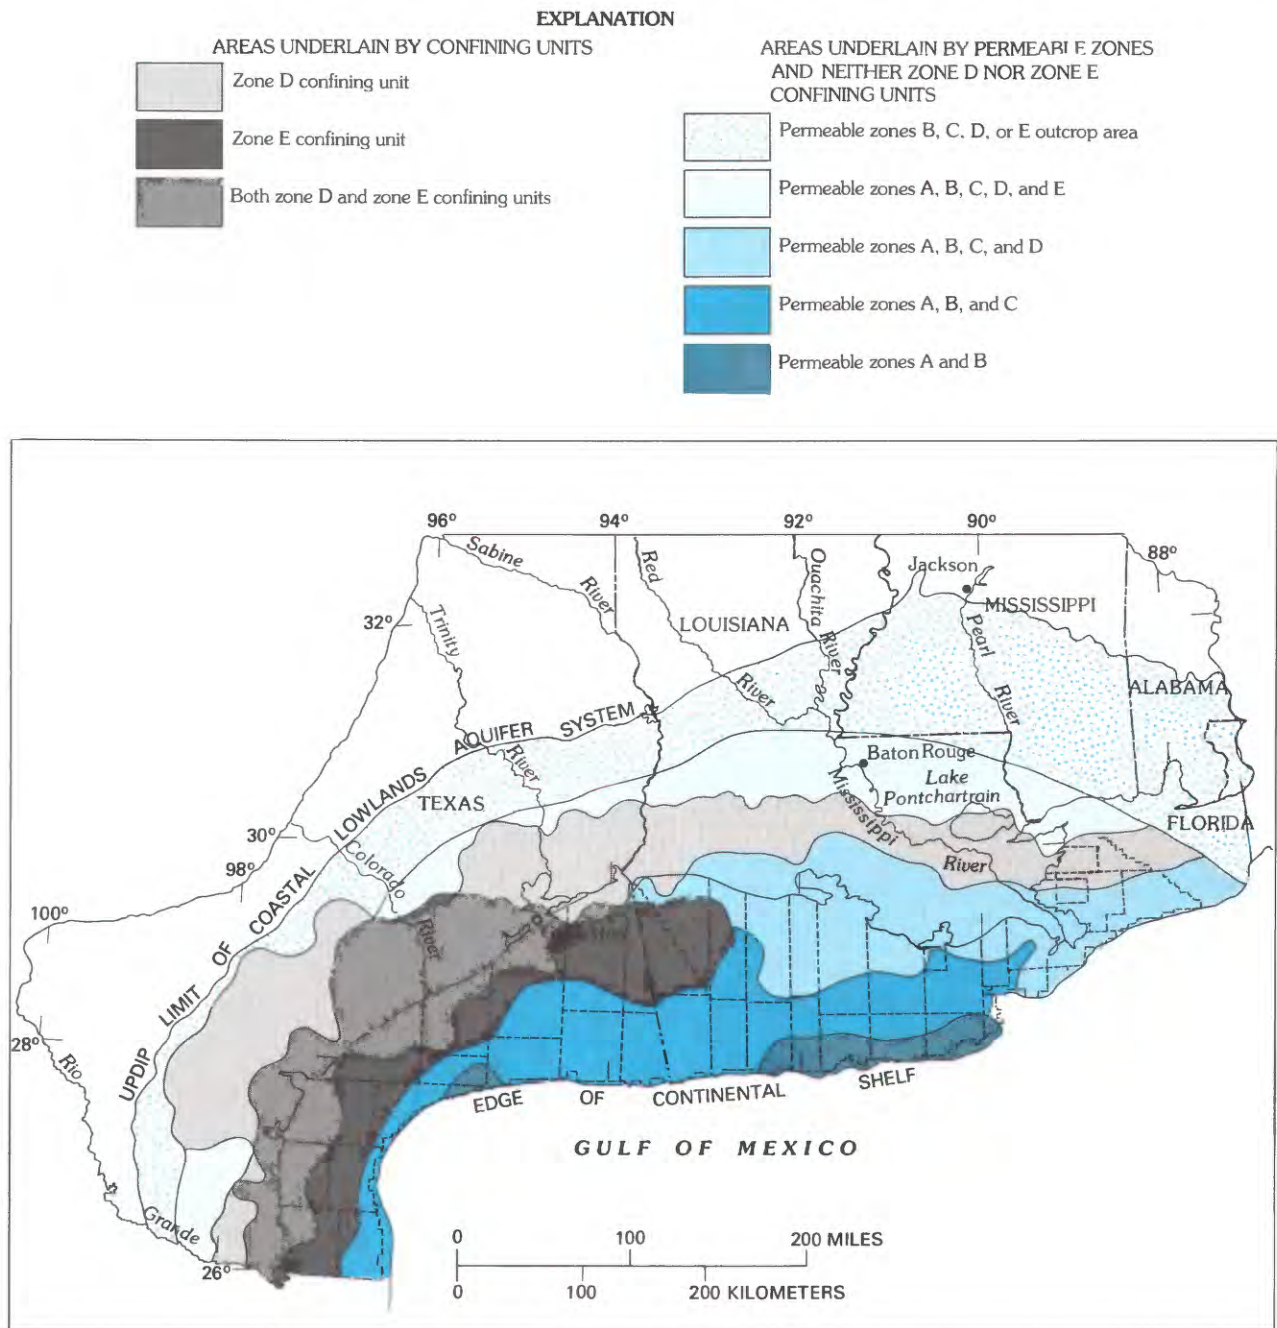 EXPLANATION
AREAS UNDERLAIN BY CONFINING UNITS
Zone D confining unit
Zone E confining unit
Both zone D and zone E confining units
AREAS UNDERLAIN BY PERMEABLE ZONES
AND NEITHER ZONE D NOR ZONE E
CONFINING UNITS
Permeable zones B, C, D, or E outcrop area
Permeable zones A, B, C, D, and E
Permeable zones A, B, C, and D
Permeable zones A, B, and C
Permeable zones A and B
96°
94°
92°
90°
88°
Sabine
River
Red
River
Ouachita
River
Jackson
MISSISSIPPI
Pearl
River
Trinity
River
32°
LOUISIANA
ALABAMA
UPDIP LIMIT OF COASTAL LOWLANDS AQUIFER SYSTEM
TEXAS
Baton Rouge
Lake
Pontchartrain
Mississippi
River
FLORIDA
30°
98°
Colorado
River
100°
28°
Rio
Grande
26°
EDGE OF CONTINENTAL SHELF
GULF OF MEXICO
0 100 200 MILES
0 100 200 KILOMETERS